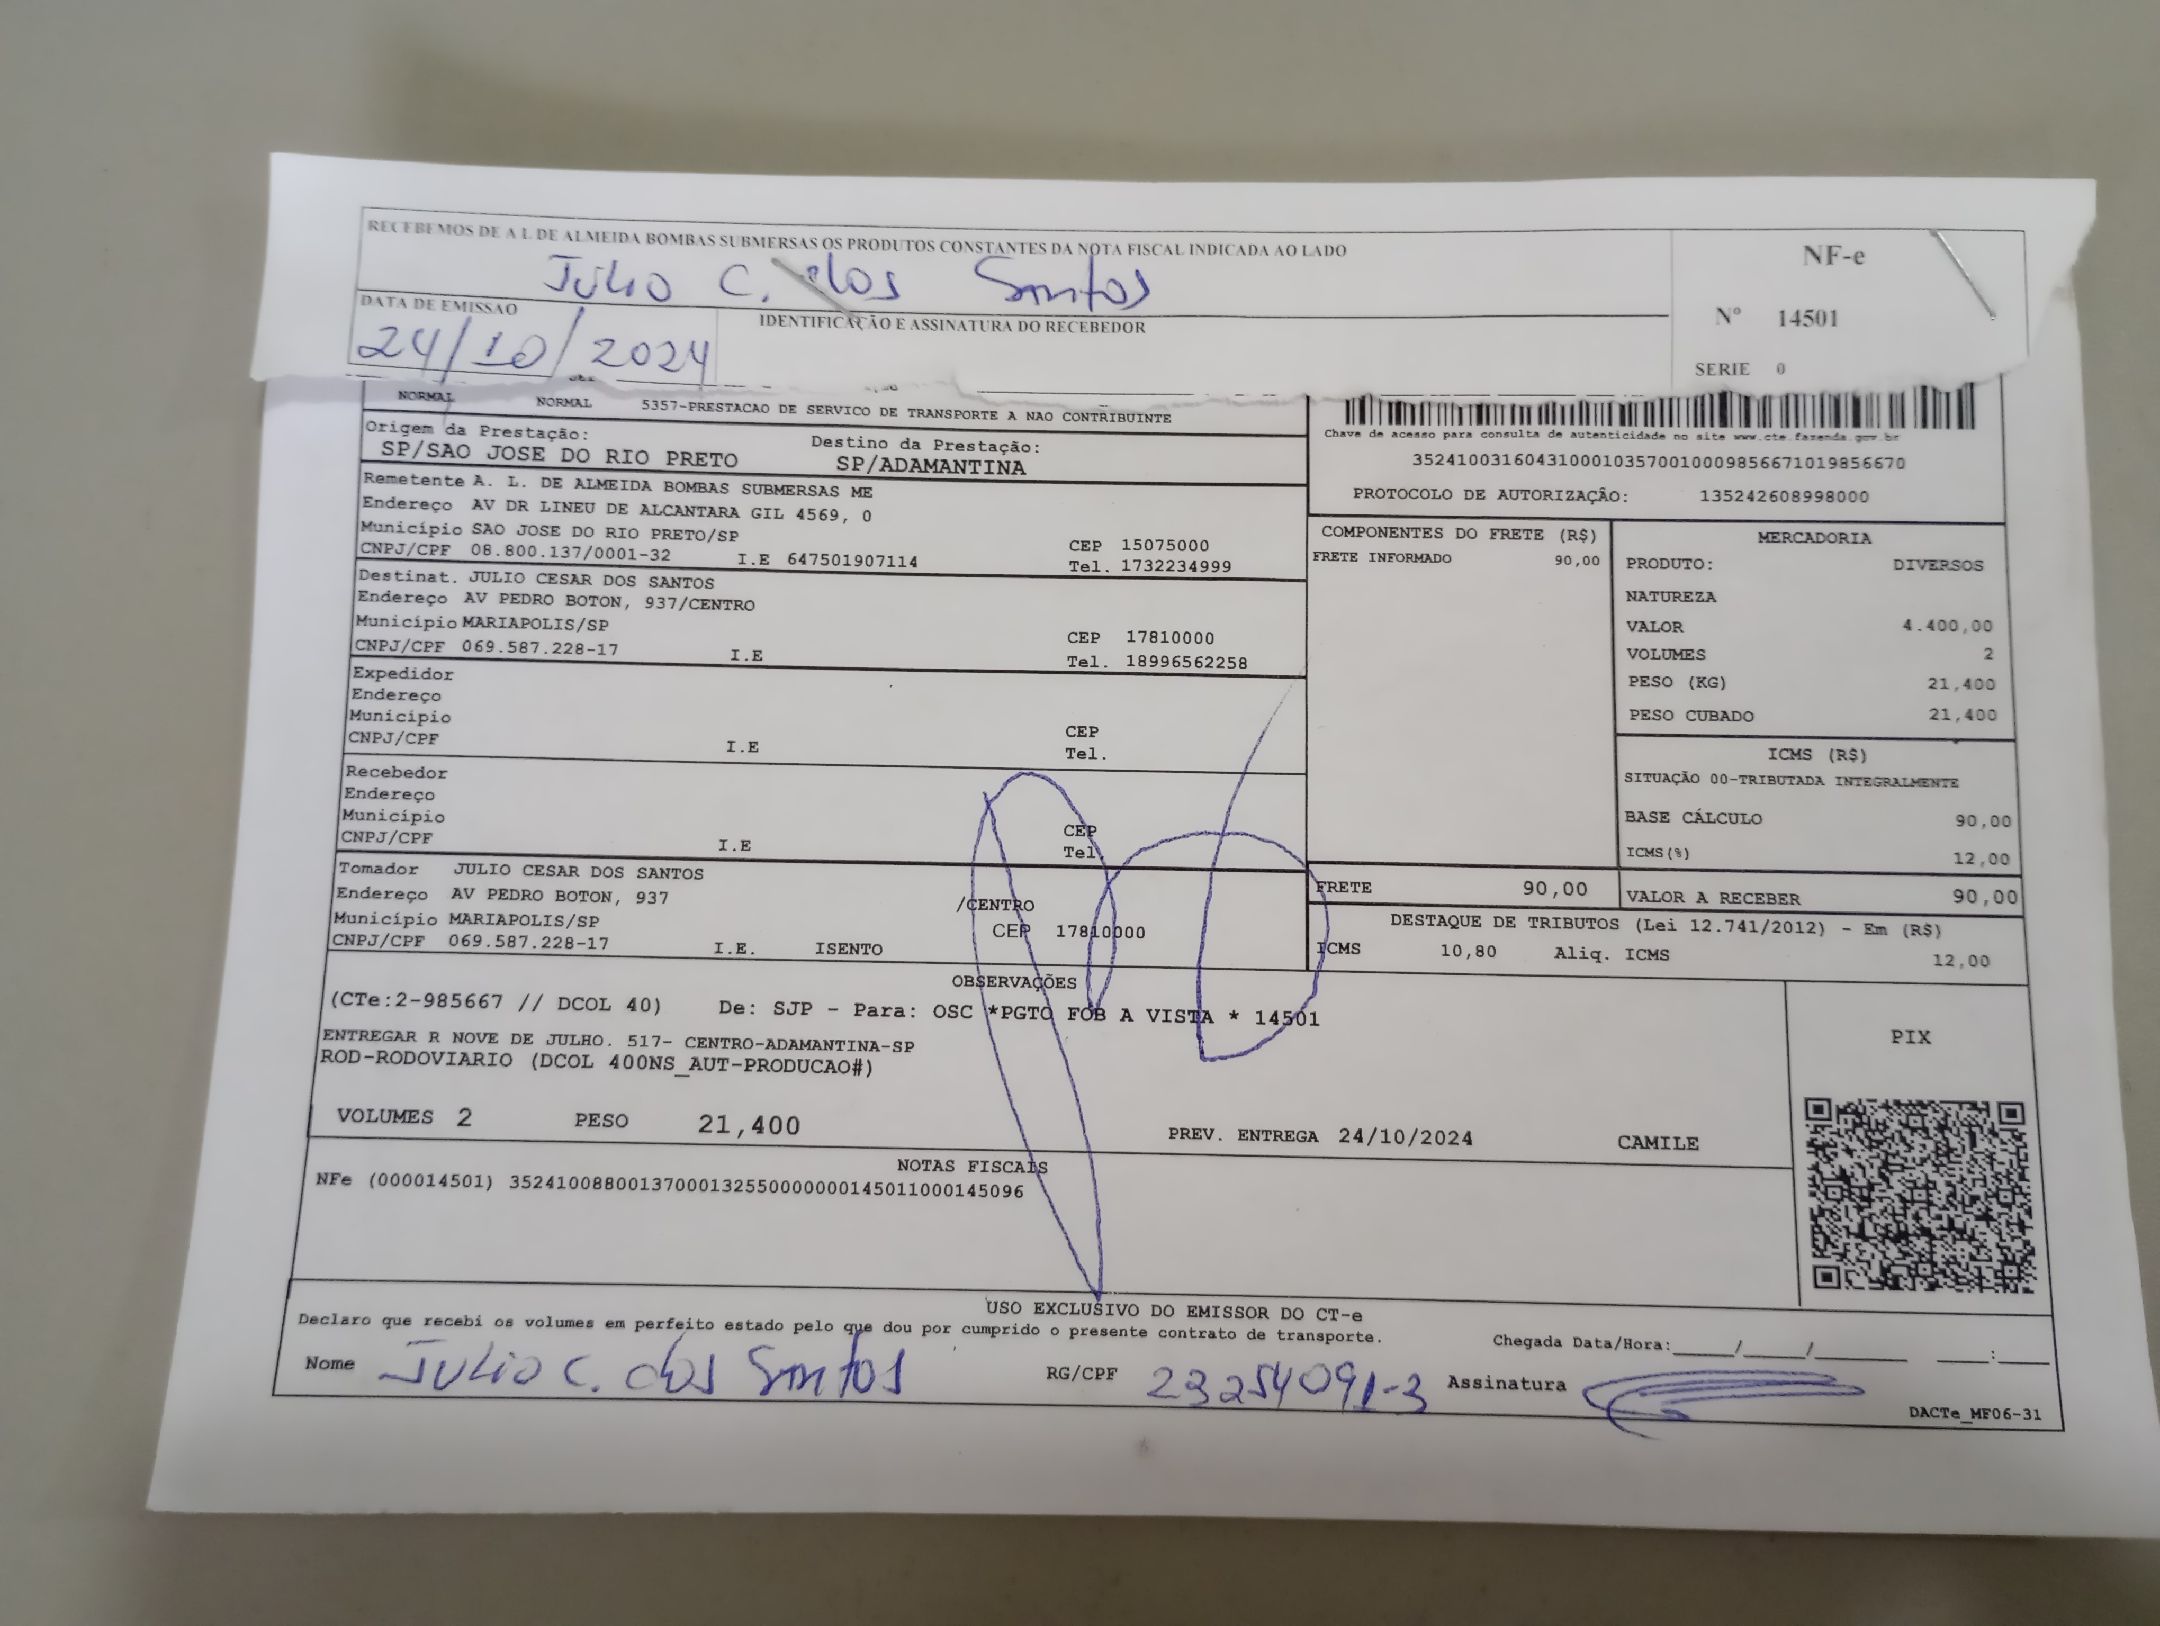 RECEBEMOS DE A L DE ALMEIDA BOMBAS SUBMERSAS OS PRODUTOS CONSTANTES DA NOTA FISCAL INDICADA AO LADO
Julio C. dos Santos
NF-e
Nº 14501
SERIE 0
DATA DE EMISSAO
24/10/2024
IDENTIFICAÇÃO E ASSINATURA DO RECEBEDOR
NORMAL NORMAL 5357-PRESTACAO DE SERVICO DE TRANSPORTE A NAO CONTRIBUINTE
Origem da Prestação: Destino da Prestação:
SP/SAO JOSE DO RIO PRETO SP/ADAMANTINA
Chave de acesso para consulta de autenticidade no site www.cte.fazenda.gov.br
35241003160431000103570010009856671019856670
PROTOCOLO DE AUTORIZAÇÃO: 135242608998000
Remetente A. L. DE ALMEIDA BOMBAS SUBMERSAS ME
Endereço AV DR LINEU DE ALCANTARA GIL 4569, 0
Município SAO JOSE DO RIO PRETO/SP CEP 15075000
CNPJ/CPF 08.800.137/0001-32 I.E 647501907114 Tel. 1732234999
Destinat. JULIO CESAR DOS SANTOS
Endereço AV PEDRO BOTON, 937/CENTRO
Município MARIAPOLIS/SP CEP 17810000
CNPJ/CPF 069.587.228-17 I.E Tel. 18996562258
Expedidor
Endereço
Município CEP
CNPJ/CPF I.E Tel.
Recebedor
Endereço
Município CEP
CNPJ/CPF I.E Tel.
Tomador JULIO CESAR DOS SANTOS
Endereço AV PEDRO BOTON, 937 /CENTRO
Município MARIAPOLIS/SP CEP 17810000
CNPJ/CPF 069.587.228-17 I.E. ISENTO
COMPONENTES DO FRETE (R$)
FRETE INFORMADO 90,00
MERCADORIA
PRODUTO: DIVERSOS
NATUREZA
VALOR 4.400,00
VOLUMES 2
PESO (KG) 21,400
PESO CUBADO 21,400
ICMS (R$)
SITUAÇÃO 00-TRIBUTADA INTEGRALMENTE
BASE CÁLCULO 90,00
ICMS(%) 12,00
FRETE 90,00 VALOR A RECEBER 90,00
DESTAQUE DE TRIBUTOS (Lei 12.741/2012) - Em (R$)
ICMS 10,80 Aliq. ICMS 12,00
OBSERVAÇÕES
(CTe:2-985667 // DCOL 40) De: SJP - Para: OSC *PGTO FOB A VISTA * 14501
ENTREGAR R NOVE DE JULHO. 517- CENTRO-ADAMANTINA-SP
ROD-RODOVIARIO (DCOL 400NS_AUT-PRODUCAO#)
VOLUMES 2 PESO 21,400 PREV. ENTREGA 24/10/2024 CAMILE
PIX
NOTAS FISCAIS
NFe (000014501) 35241008800137000132550000000145011000145096
USO EXCLUSIVO DO EMISSOR DO CT-e
Declaro que recebi os volumes em perfeito estado pelo que dou por cumprido o presente contrato de transporte.
Chegada Data/Hora:____/____/______ ____:____
Nome Julio C. dos Santos RG/CPF 23254091-3 Assinatura
DACTe_MF06-31